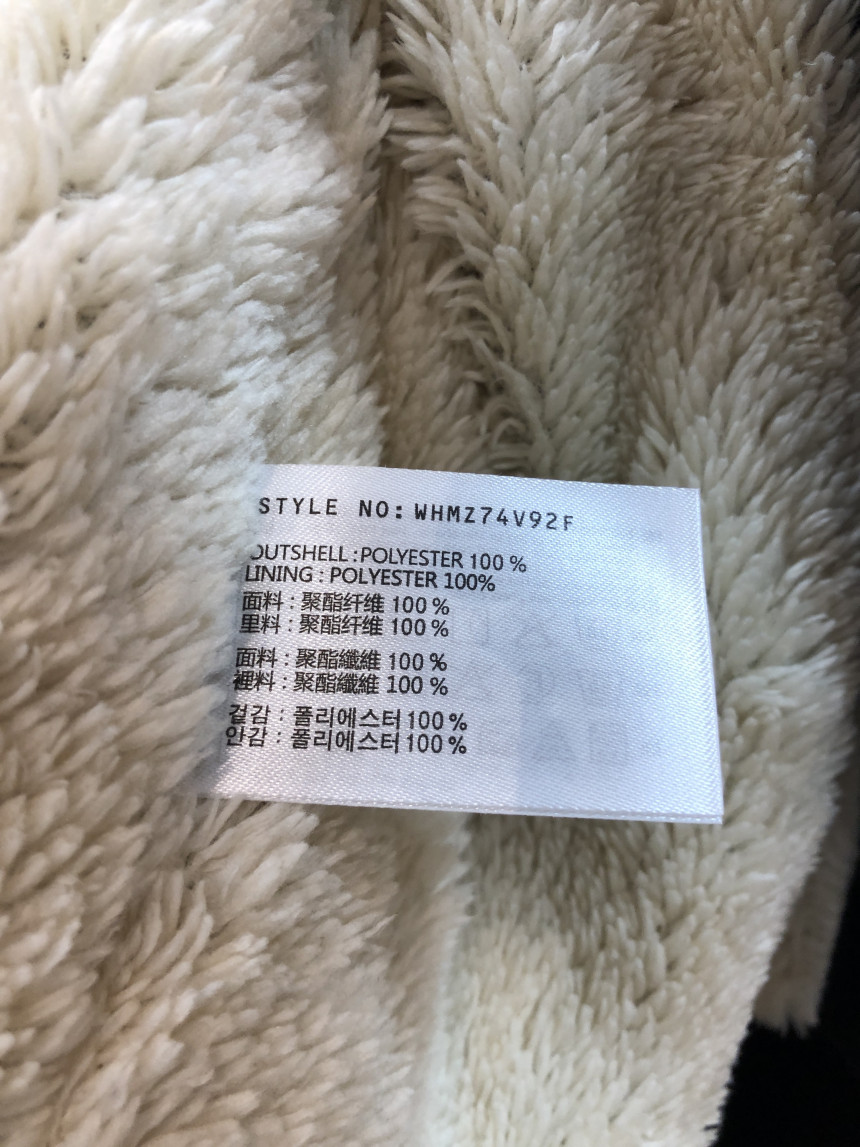 STYLE NO: WHMZ74V92F
OUTSHELL : POLYESTER 100 %
LINING : POLYESTER 100%
面料 : 聚酯纤维 100 %
里料 : 聚酯纤维 100 %
面料 : 聚酯纖維 100 %
裡料 : 聚酯纖維 100 %
겉감 : 폴리에스터 100 %
안감 : 폴리에스터 100 %